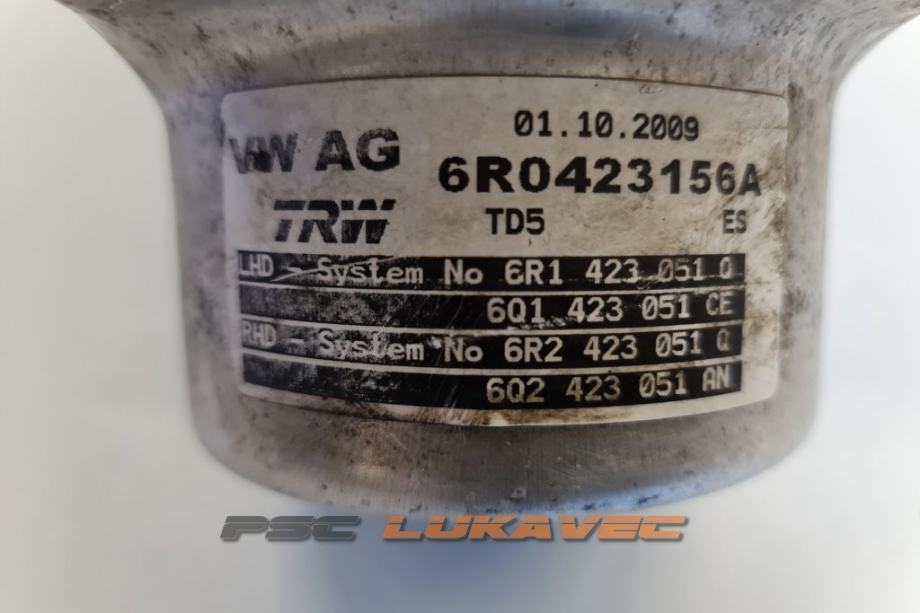 01.10.2009
VW AG
6R0423156A
TRW TD5 ES
LHD - System No 6R1 423 051 Q
6Q1 423 051 CE
RHD - System No 6R2 423 051 Q
6Q2 423 051 AN
PSC LUKAVEC